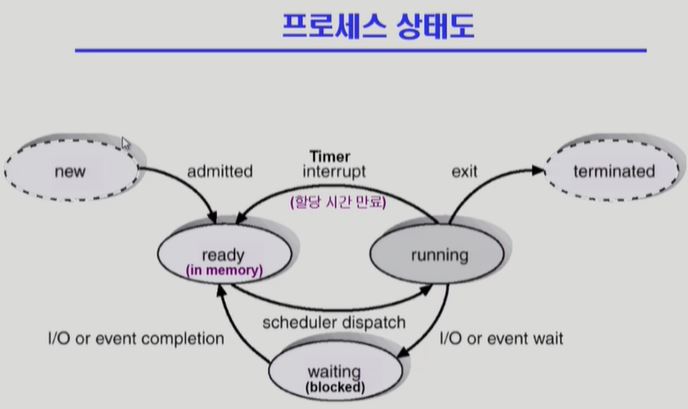 프로세스 상태도
new
admitted
Timer
interrupt
(할당 시간 만료)
exit
terminated
ready
(in memory)
running
scheduler dispatch
I/O or event completion
I/O or event wait
waiting
(blocked)